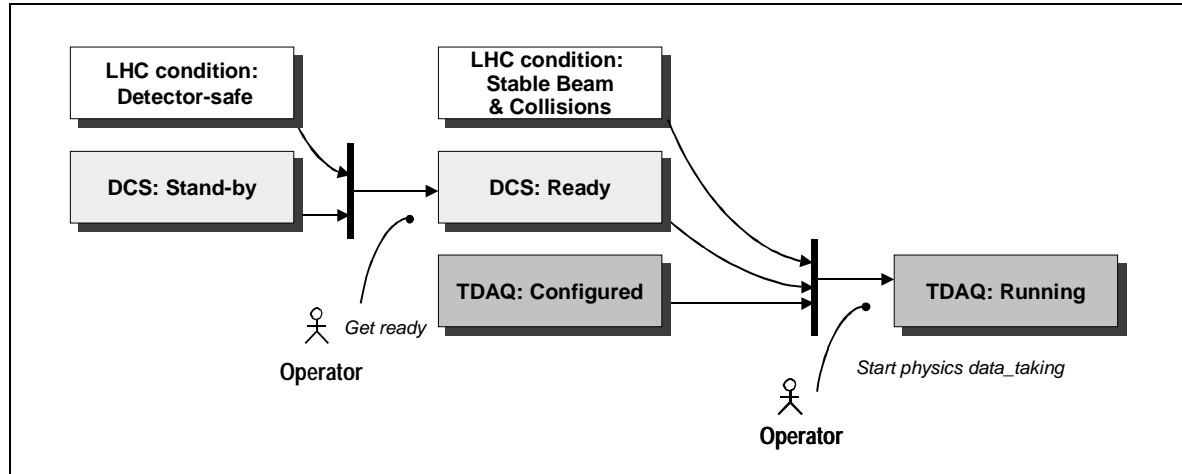 LHC condition:
Detector-safe
LHC condition:
Stable Beam
& Collisions
DCS: Stand-by
DCS: Ready
TDAQ: Configured
TDAQ: Running
Get ready
Operator
Start physics data_taking
Operator